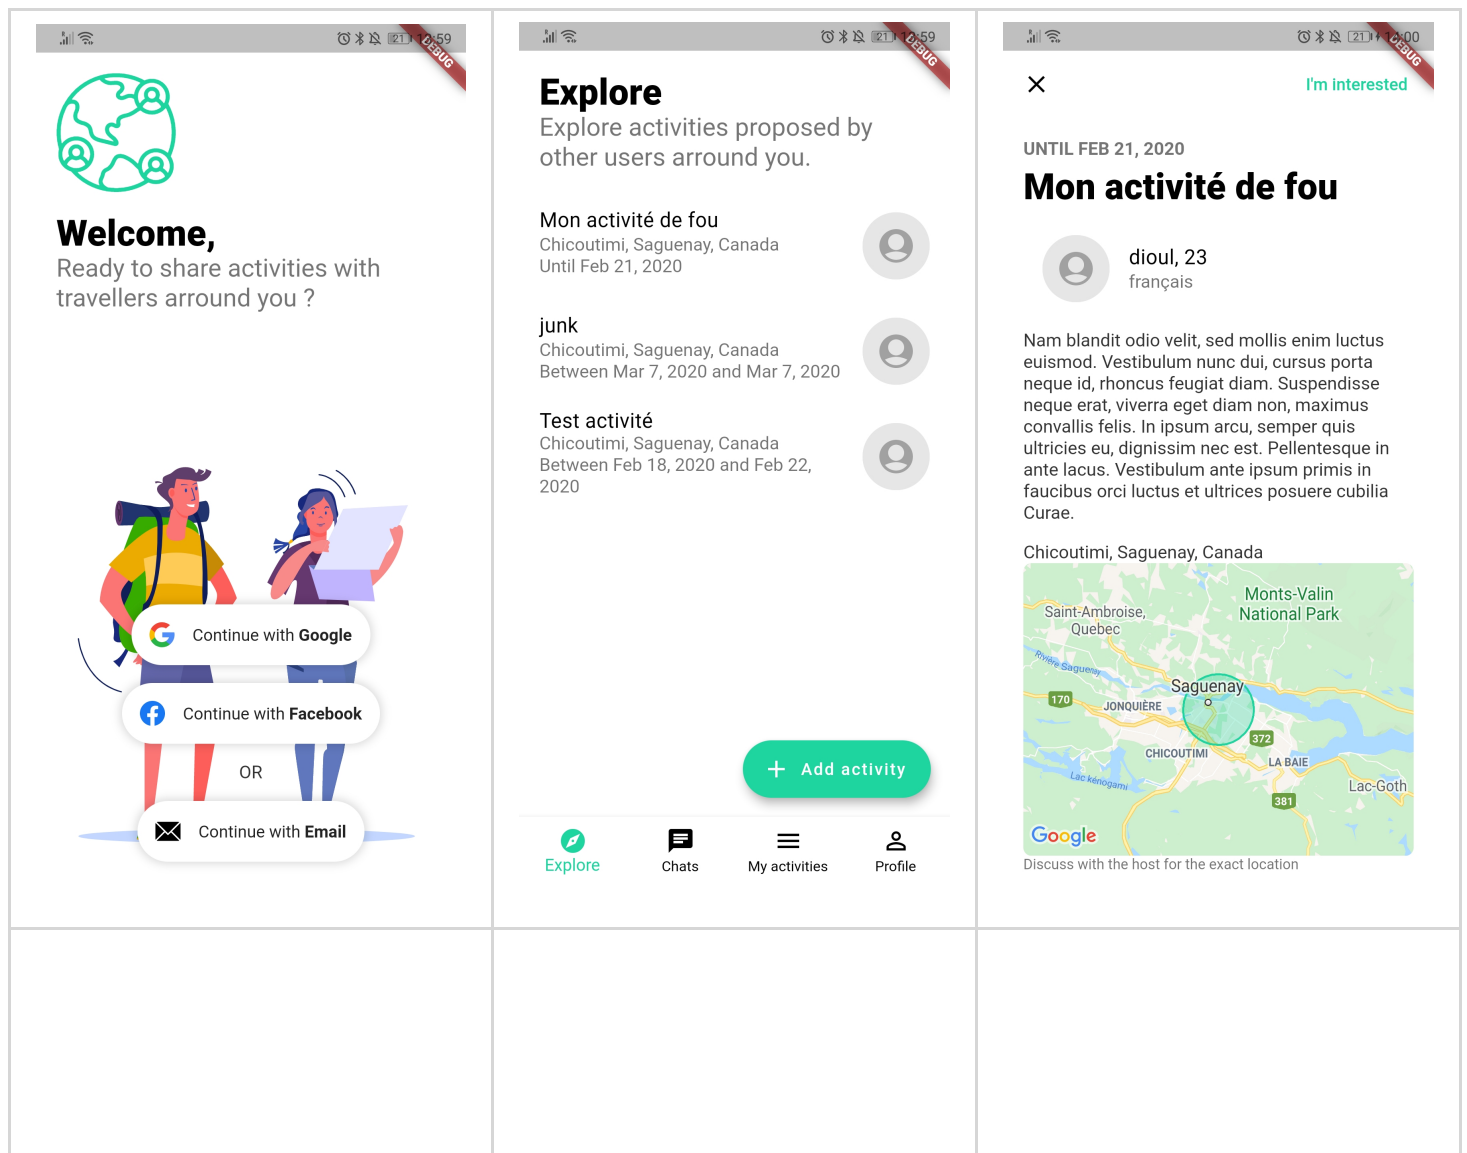 21
13:59
DEBUG
Welcome,
Ready to share activities with
travellers arround you ?
Continue with Google
Continue with Facebook
OR
Continue with Email
21
13:59
DEBUG
Explore
Explore activities proposed by
other users arround you.
Mon activité de fou
Chicoutimi, Saguenay, Canada
Until Feb 21, 2020
junk
Chicoutimi, Saguenay, Canada
Between Mar 7, 2020 and Mar 7, 2020
Test activité
Chicoutimi, Saguenay, Canada
Between Feb 18, 2020 and Feb 22,
2020
Add activity
Explore
Chats
My activities
Profile
21
14:00
DEBUG
I'm interested
UNTIL FEB 21, 2020
Mon activité de fou
dioul, 23
français
Nam blandit odio velit, sed mollis enim luctus
euismod. Vestibulum nunc dui, cursus porta
neque id, rhoncus feugiat diam. Suspendisse
neque erat, viverra eget diam non, maximus
convallis felis. In ipsum arcu, semper quis
ultricies eu, dignissim nec est. Pellentesque in
ante lacus. Vestibulum ante ipsum primis in
faucibus orci luctus et ultrices posuere cubilia
Curae.
Chicoutimi, Saguenay, Canada
Monts-Valin
National Park
Saint-Ambroise,
Quebec
Rivière Saguenay
Saguenay
170
JONQUIÈRE
372
CHICOUTIMI
LA BAIE
Lac kénogami
Lac-Goth
381
Google
Discuss with the host for the exact location